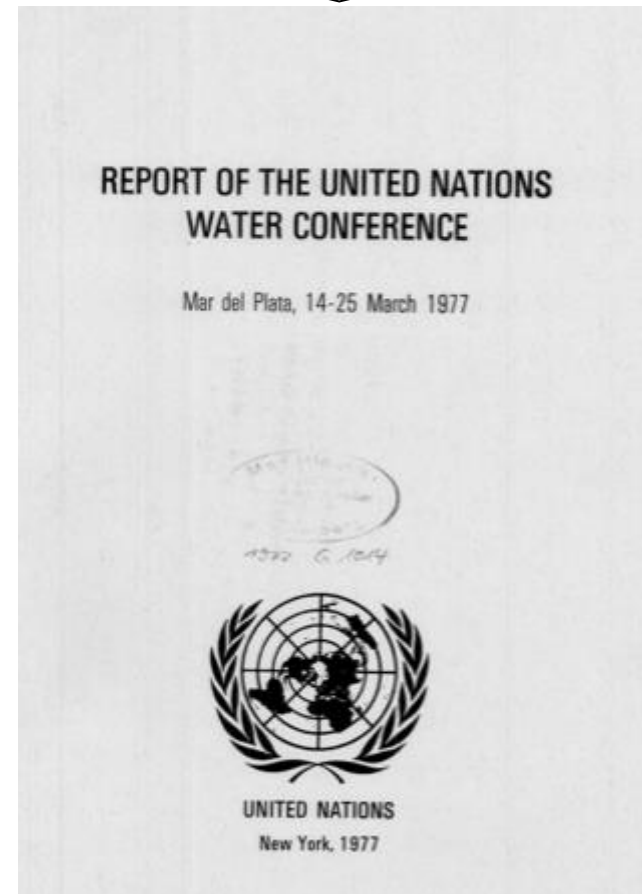 REPORT OF THE UNITED NATIONS
WATER CONFERENCE
Mar del Plata, 14-25 March 1977
UNITED NATIONS
New York, 1977